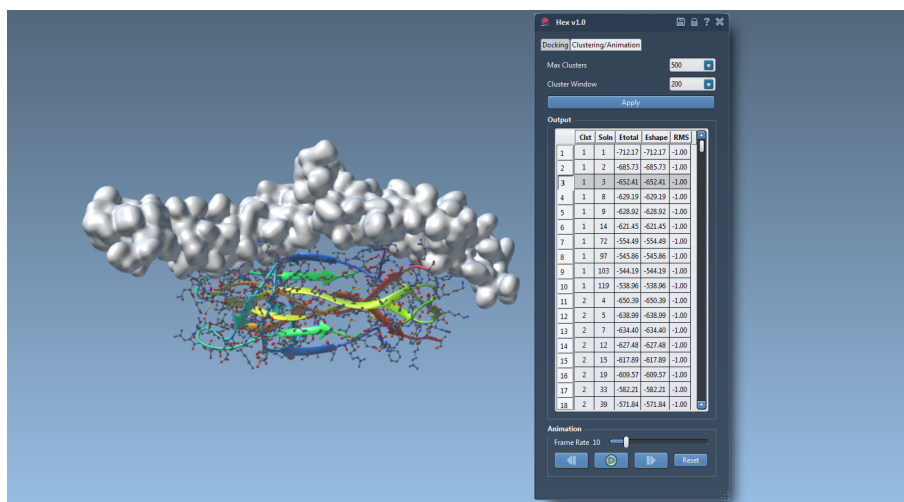 Hex v1.0
Docking Clustering/Animation
Max Clusters 500
Cluster Window 200
Apply
Output
Clst Soln Etotal Eshape RMS
1 1 1 -712.17 -712.17 -1.00
2 1 2 -685.73 -685.73 -1.00
3 1 3 -652.41 -652.41 -1.00
4 1 8 -629.19 -629.19 -1.00
5 1 9 -628.92 -628.92 -1.00
6 1 14 -621.45 -621.45 -1.00
7 1 72 -554.49 -554.49 -1.00
8 1 97 -545.86 -545.86 -1.00
9 1 103 -544.19 -544.19 -1.00
10 1 119 -538.96 -538.96 -1.00
11 2 4 -650.39 -650.39 -1.00
12 2 5 -638.99 -638.99 -1.00
13 2 7 -634.40 -634.40 -1.00
14 2 12 -627.48 -627.48 -1.00
15 2 15 -617.89 -617.89 -1.00
16 2 19 -609.57 -609.57 -1.00
17 2 33 -582.21 -582.21 -1.00
18 2 39 -571.84 -571.84 -1.00
Animation
Frame Rate 10
Reset